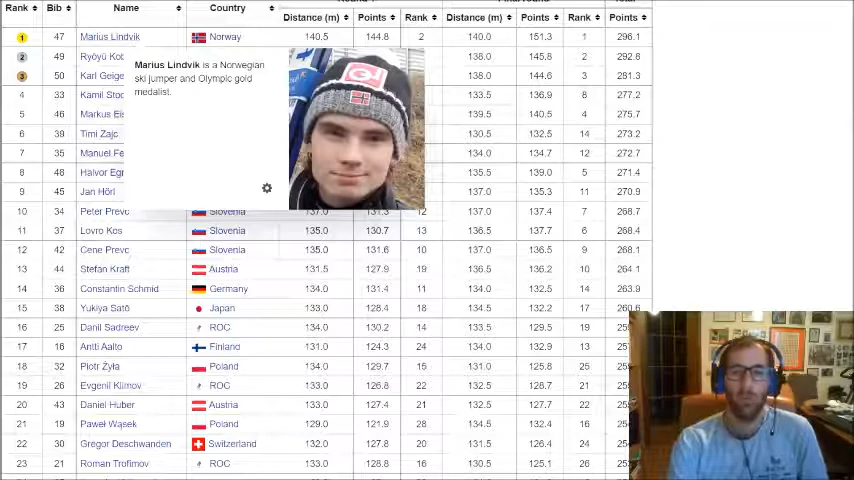 Rank Bib Name Country Distance (m) Points Rank Distance (m) Points Rank
1 47 Marius Lindvik Norway 140.5 144.8 2 140.0 151.3 1 296.1
2 49 Ryōyū Kob 138.0 145.8 2 292.8
3 50 Karl Geige 138.0 144.6 3 281.3
4 33 Kamil Stoc 133.5 136.9 8 277.2
5 46 Markus Eis 139.5 140.5 4 275.7
6 39 Timi Zajc 130.5 132.5 14 273.2
7 35 Manuel Fe 134.0 134.7 12 272.7
8 48 Halvor Egr 135.5 139.0 5 271.4
9 45 Jan Hörl 137.0 135.3 11 270.9
Marius Lindvik is a Norwegian
ski jumper and Olympic gold
medalist.
10 34 Peter Prevc Slovenia 137.0 131.3 12 137.0 137.4 7 268.7
11 37 Lovro Kos Slovenia 135.0 130.7 13 136.5 137.7 6 268.4
12 42 Cene Prevc Slovenia 135.0 131.6 10 137.0 136.5 9 268.1
13 44 Stefan Kraft Austria 131.5 127.9 19 136.5 136.2 10 264.1
14 36 Constantin Schmid Germany 134.0 131.4 11 134.0 132.5 14 263.9
15 38 Yukiya Satō Japan 133.0 128.4 18 134.5 132.2 17 260.6
16 25 Danil Sadreev ROC 134.0 130.2 14 133.5 129.5 19
17 16 Antti Aalto Finland 131.0 124.3 24 134.0 132.9 13
18 32 Piotr Żyła Poland 134.0 129.7 15 131.0 125.8 25
19 26 Evgenii Klimov ROC 133.0 126.8 22 132.5 128.7 21
20 43 Daniel Huber Austria 133.0 127.4 21 132.5 127.7 22
21 19 Paweł Wąsek Poland 129.0 121.9 28 134.5 132.4 16
22 30 Gregor Deschwanden Switzerland 132.0 127.8 20 131.5 126.4 24
23 21 Roman Trofimov ROC 133.0 128.8 16 130.5 125.1 26